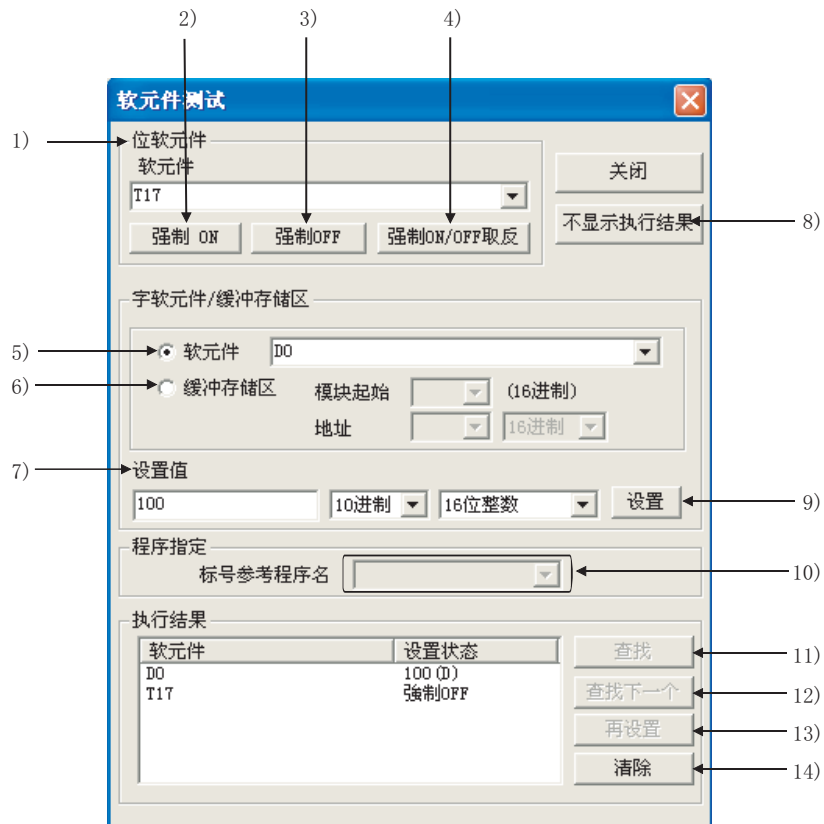 2) 3) 4)
软元件测试
1) 位软元件
软元件
T17
关闭
强制 ON 强制OFF 强制ON/OFF取反
不显示执行结果 8)
字软元件/缓冲存储区
5) 软元件 D0
6) 缓冲存储区 模块起始 (16进制)
地址 16进制
7) 设置值
100 10进制 16位整数 设置 9)
程序指定
标号参考程序名 10)
执行结果
软元件 设置状态 查找 11)
D0 100(D)
T17 強制OFF 查找下一个 12)
再设置 13)
清除 14)